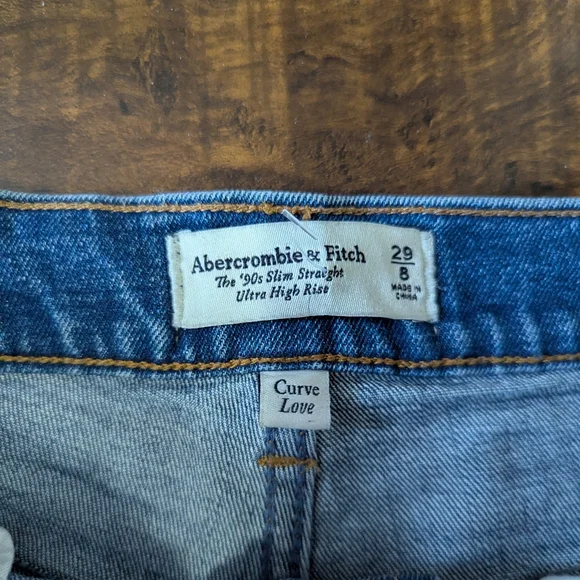 Abercrombie & Fitch
The '90s Slim Straight
Ultra High Rise
29
8
MADE IN
CHINA
Curve
Love